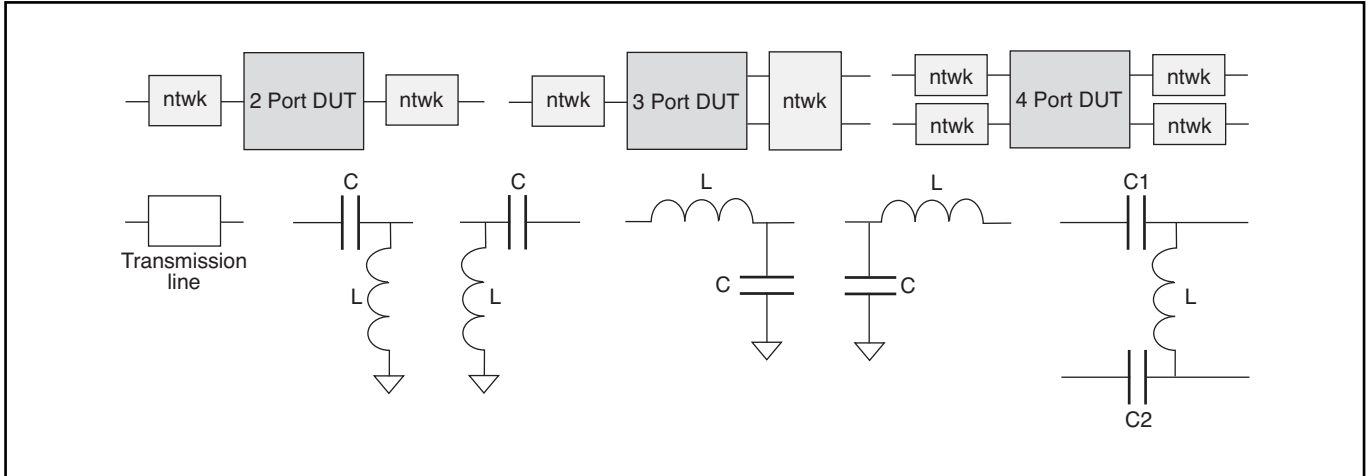 ntwk
2 Port DUT
ntwk
ntwk
3 Port DUT
ntwk
ntwk
ntwk
4 Port DUT
ntwk
ntwk
Transmission
line
C
L
C
L
L
C
L
C
C1
L
C2